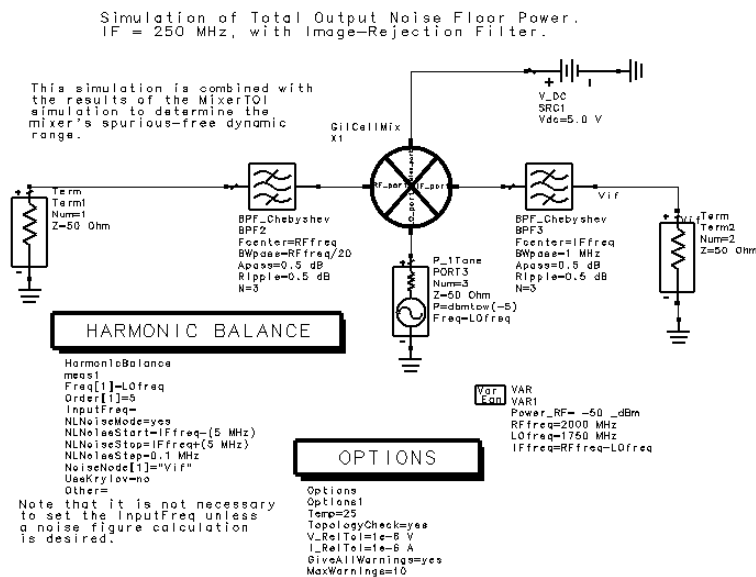 Simulation of Total Output Noise Floor Power.
IF = 250 MHz, with Image-Rejection Filter.
This simulation is combined with
the results of the MixerTOI
simulation to determine the
mixer's spurious-free dynamic
range.
V_DC
SRC1
Vdc=5.0 V
GilCellMix
X1
RF_port
IF_port
Term
Term1
Num=1
Z=50 Ohm
BPF_Chebyshev
BPF2
Fcenter=RFfreq
BWpass=RFfreq/20
Apass=0.5 dB
Ripple=0.5 dB
N=3
P_1Tone
PORT3
Num=3
Z=50 Ohm
P=dbmtow(-5)
Freq=LOfreq
BPF_Chebyshev
BPF3
Fcenter=IFfreq
BWpass=1 MHz
Apass=0.5 dB
Ripple=0.5 dB
N=3
Vif
Vif
Term
Term2
Num=2
Z=50 Ohm
HARMONIC BALANCE
HarmonicBalance
meas1
Freq[1]=LOfreq
Order[1]=5
InputFreq=
NLNoiseMode=yes
NLNoiseStart=IFfreq-(5 MHz)
NLNoiseStop=IFfreq+(5 MHz)
NLNoiseStep=0.1 MHz
NoiseNode[1]="Vif"
UseKrylov=no
Other=
Note that it is not necessary
to set the InputFreq unless
a noise figure calculation
is desired.
Var
Eqn
VAR
VAR1
Power_RF= -50 _dBm
RFfreq=2000 MHz
LOfreq=1750 MHz
IFfreq=RFfreq-LOfreq
OPTIONS
Options
Options1
Temp=25
TopologyCheck=yes
V_RelTol=1e-6 V
I_RelTol=1e-6 A
GiveAllWarnings=yes
MaxWarnings=10